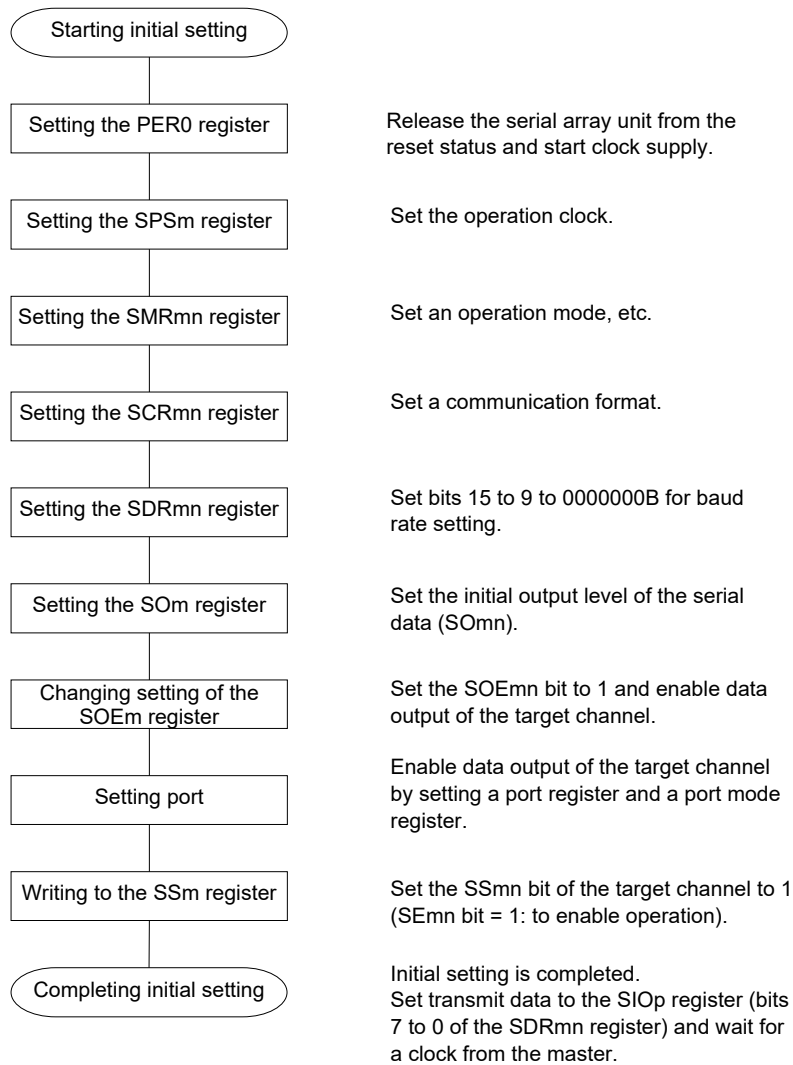 Starting initial setting
Setting the PER0 register
Release the serial array unit from the
reset status and start clock supply.
Setting the SPSm register
Set the operation clock.
Setting the SMRmn register
Set an operation mode, etc.
Setting the SCRmn register
Set a communication format.
Setting the SDRmn register
Set bits 15 to 9 to 0000000B for baud
rate setting.
Setting the SOm register
Set the initial output level of the serial
data (SOmn).
Changing setting of the
SOEm register
Set the SOEmn bit to 1 and enable data
output of the target channel.
Setting port
Enable data output of the target channel
by setting a port register and a port mode
register.
Writing to the SSm register
Set the SSmn bit of the target channel to 1
(SEmn bit = 1: to enable operation).
Completing initial setting
Initial setting is completed.
Set transmit data to the SIOp register (bits
7 to 0 of the SDRmn register) and wait for
a clock from the master.